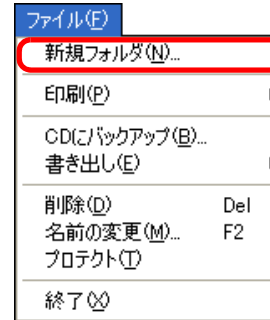 ファイル(F)
新規フォルダ(N)...
印刷(P)
CDにバックアップ(B)...
書き出し(E)
削除(D) Del
名前の変更(M)... F2
プロテクト(T)
終了(X)